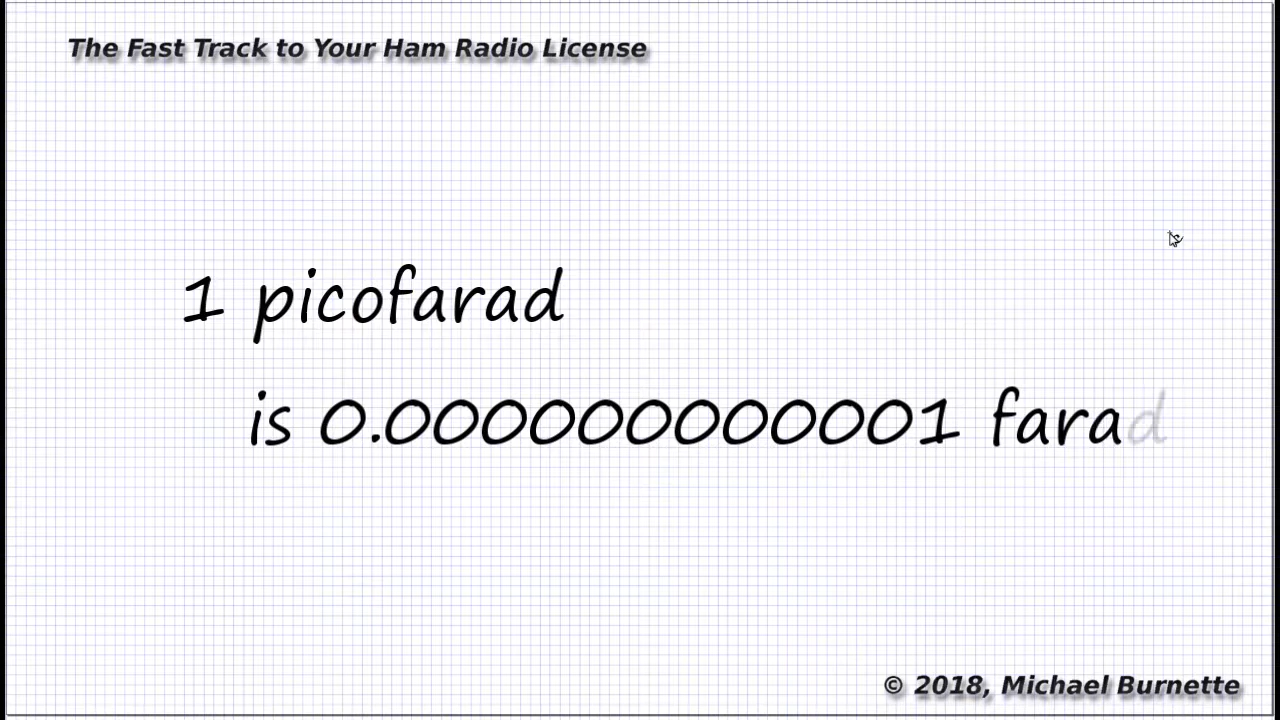 The Fast Track to Your Ham Radio License
1 picofarad
is 0.000000000001 farad
© 2018, Michael Burnette